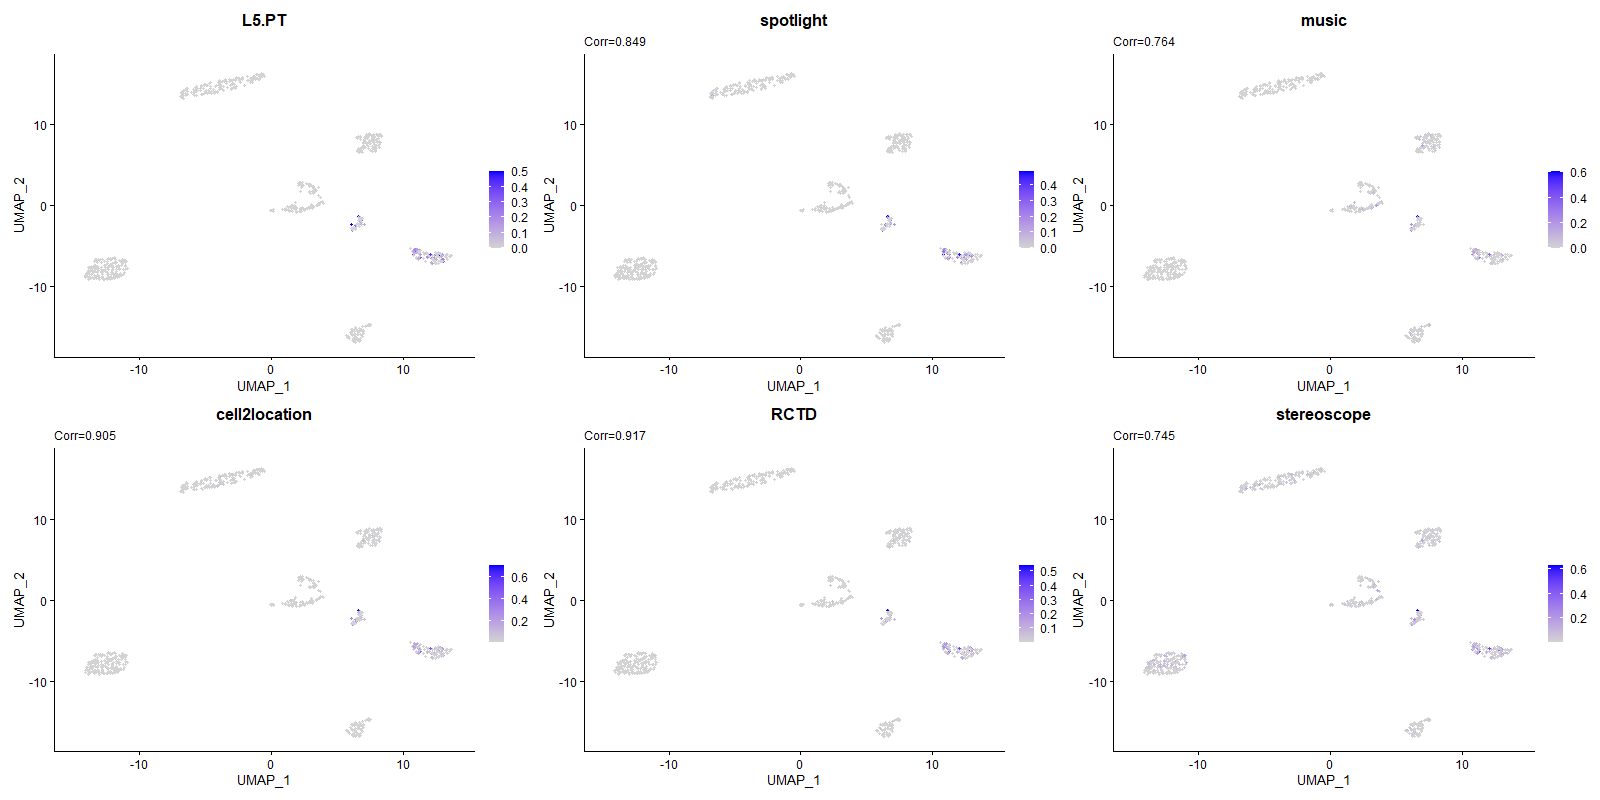 L5.PT
10
0
-10
-10
0
10
UMAP_1
UMAP_2
0.5
0.4
0.3
0.2
0.1
0.0
spotlight
Corr=0.849
10
0
-10
-10
0
10
UMAP_1
UMAP_2
0.4
0.3
0.2
0.1
0.0
music
Corr=0.764
10
0
-10
-10
0
10
UMAP_1
UMAP_2
0.6
0.4
0.2
0.0
cell2location
Corr=0.905
10
0
-10
-10
0
10
UMAP_1
UMAP_2
0.6
0.4
0.2
RCTD
Corr=0.917
10
0
-10
-10
0
10
UMAP_1
UMAP_2
0.5
0.4
0.3
0.2
0.1
stereoscope
Corr=0.745
10
0
-10
-10
0
10
UMAP_1
UMAP_2
0.6
0.4
0.2